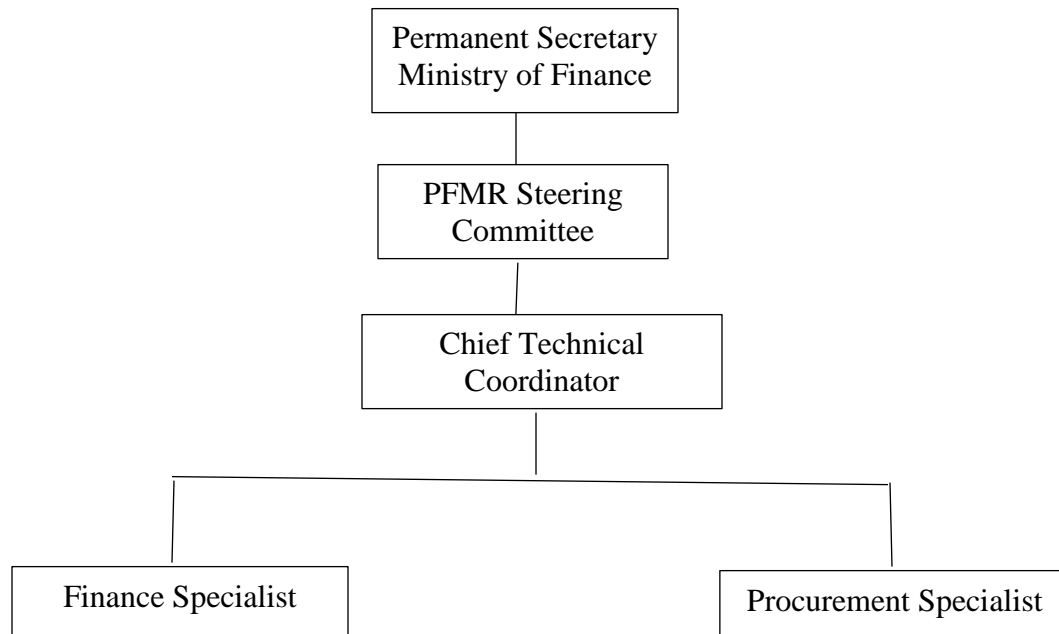 Permanent Secretary
Ministry of Finance
PFMR Steering
Committee
Chief Technical
Coordinator
Finance Specialist
Procurement Specialist